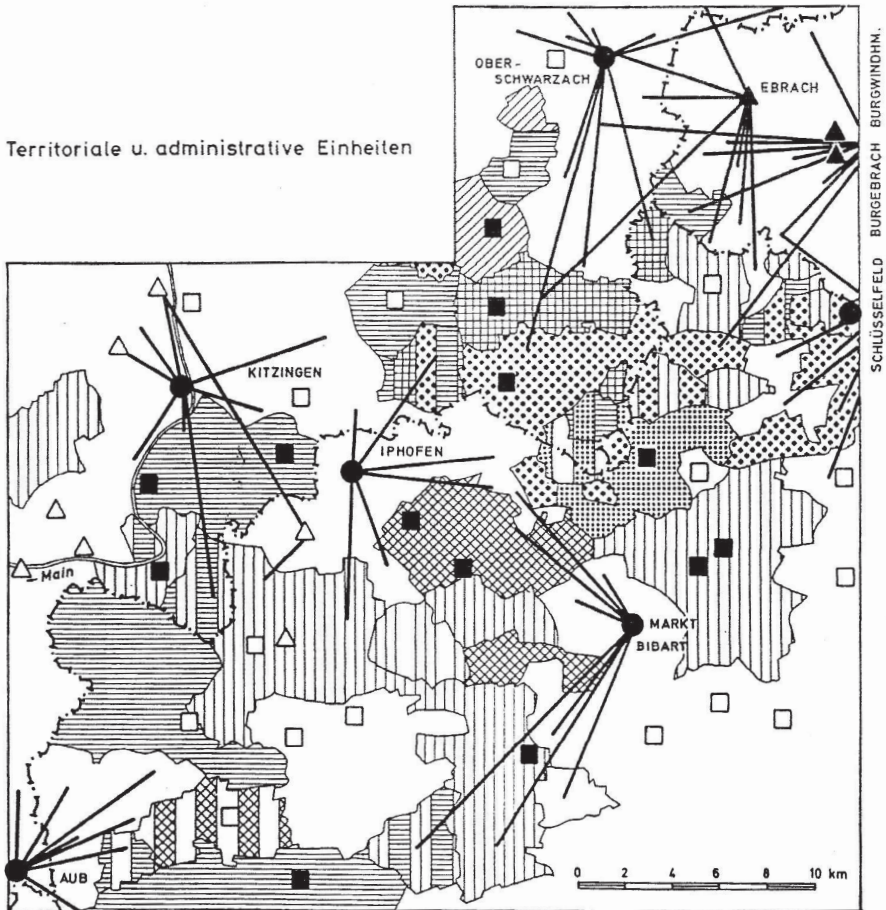 OBER-
SCHWARZACH
EBRACH
Territoriale u. administrative Einheiten
KITZINGEN
IPHOFEN
Main
MARKT
BIBART
AUB
0 2 4 6 8 10 km
SCHLÜSSELFELD BURGEBRACH BURGWINDHM.